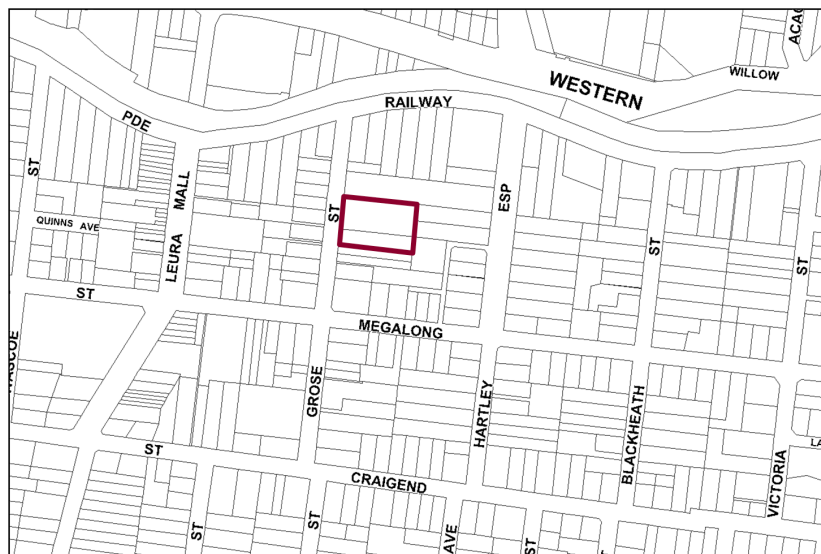 ACAC
WILLOW
WESTERN
RAILWAY
PDE
ST
MALL
ESP
ST
QUINNS AVE
LEURA
ST
ST
ST
MEGALONG
GROSE
HARTLEY
BLACKHEATH
VICTORIA
LA
ST
CRAIGEND
ST
ST
AVE
ST